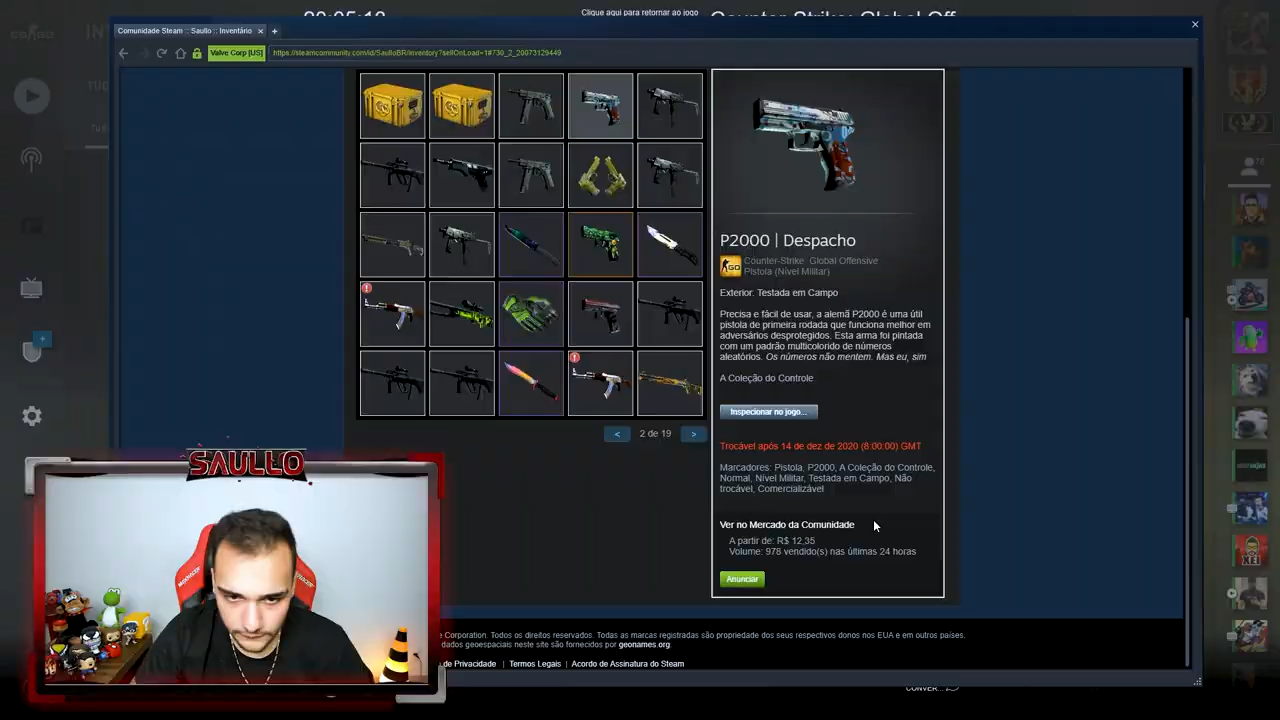 Clique aqui para retornar ao jogo
Comunidade Steam :: Saullo :: Inventário
Valve Corp [US]
https://steamcommunity.com/id/SaulloBR/inventory?sellOnLoad=1#730_2_20073129449
P2000 | Despacho
Counter-Strike: Global Offensive
Pistola (Nível Militar)
Exterior: Testada em Campo
Precisa e fácil de usar, a alemã P2000 é uma útil
pistola de primeira rodada que funciona melhor em
adversários desprotegidos. Esta arma foi pintada
com um padrão multicolorido de números
aleatórios. Os números não mentem. Mas eu, sim
A Coleção do Controle
Inspecionar no jogo...
Trocável após 14 de dez de 2020 (8:00:00) GMT
Marcadores: Pistola, P2000, A Coleção do Controle,
Normal, Nível Militar, Testada em Campo, Não
trocável, Comercializável
Ver no Mercado da Comunidade
A partir de: R$ 12,35
Volume: 978 vendido(s) nas últimas 24 horas
Anunciar
< 2 de 19 >
SAULLO
Corporation. Todos os direitos reservados. Todas as marcas registradas são propriedade dos seus respectivos donos nos EUA e em outros países.
dados geoespaciais neste site são fornecidos por geonames.org.
de Privacidade | Termos Legais | Acordo de Assinatura do Steam